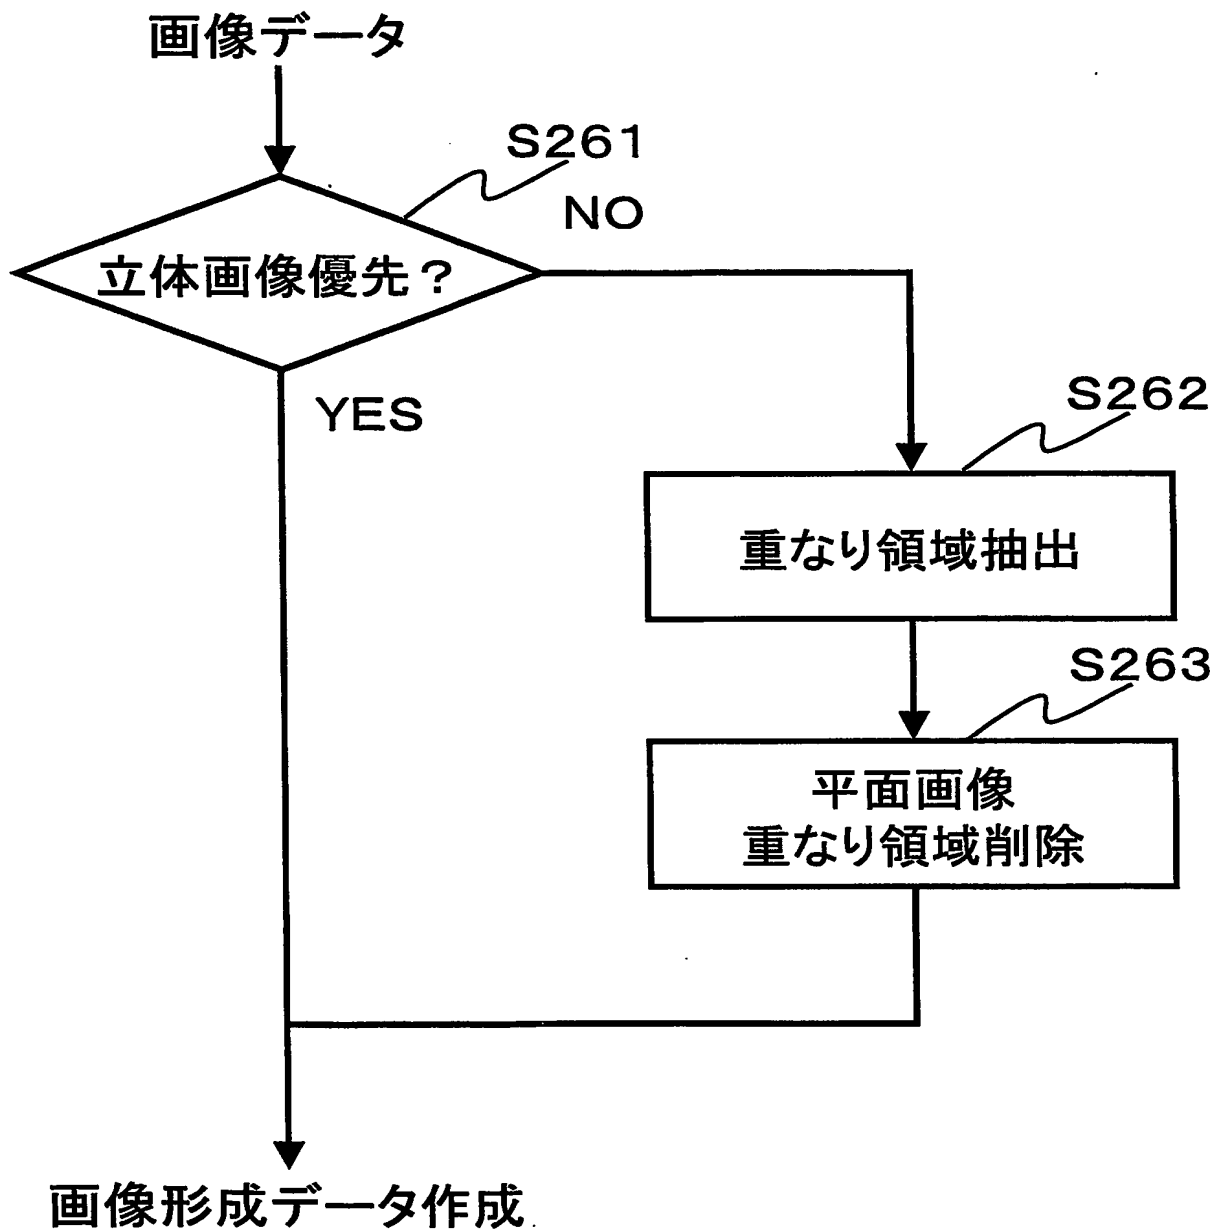 画像データ
S261
NO
立体画像優先？
YES
S262
重なり領域抽出
S263
平面画像
重なり領域削除
画像形成データ作成